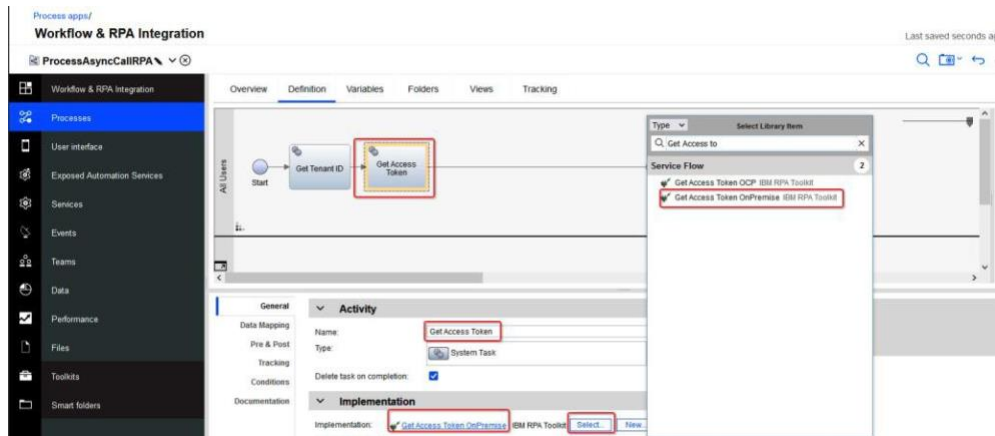 Process apps/
Workflow & RPA Integration
Last saved seconds a
ProcessAsyncCallRPA
Workflow & RPA Integration
Processes
User interface
Exposed Automation Services
Services
Events
Teams
Data
Performance
Files
Toolkits
Smart folders
Overview Definition Variables Folders Views Tracking
All Users
Start
Get Tenant ID
Get Access
Token
Type Select Library Item
Get Access to
Service Flow 2
Get Access Token OCP IBM RPA Toolkit
Get Access Token OnPremise IBM RPA Toolkit
General
Data Mapping
Pre & Post
Tracking
Conditions
Documentation
Activity
Name: Get Access Token
Type: System Task
Delete task on completion:
Implementation
Implementation: Get Access Token OnPremise IBM RPA Toolkit Select... New...